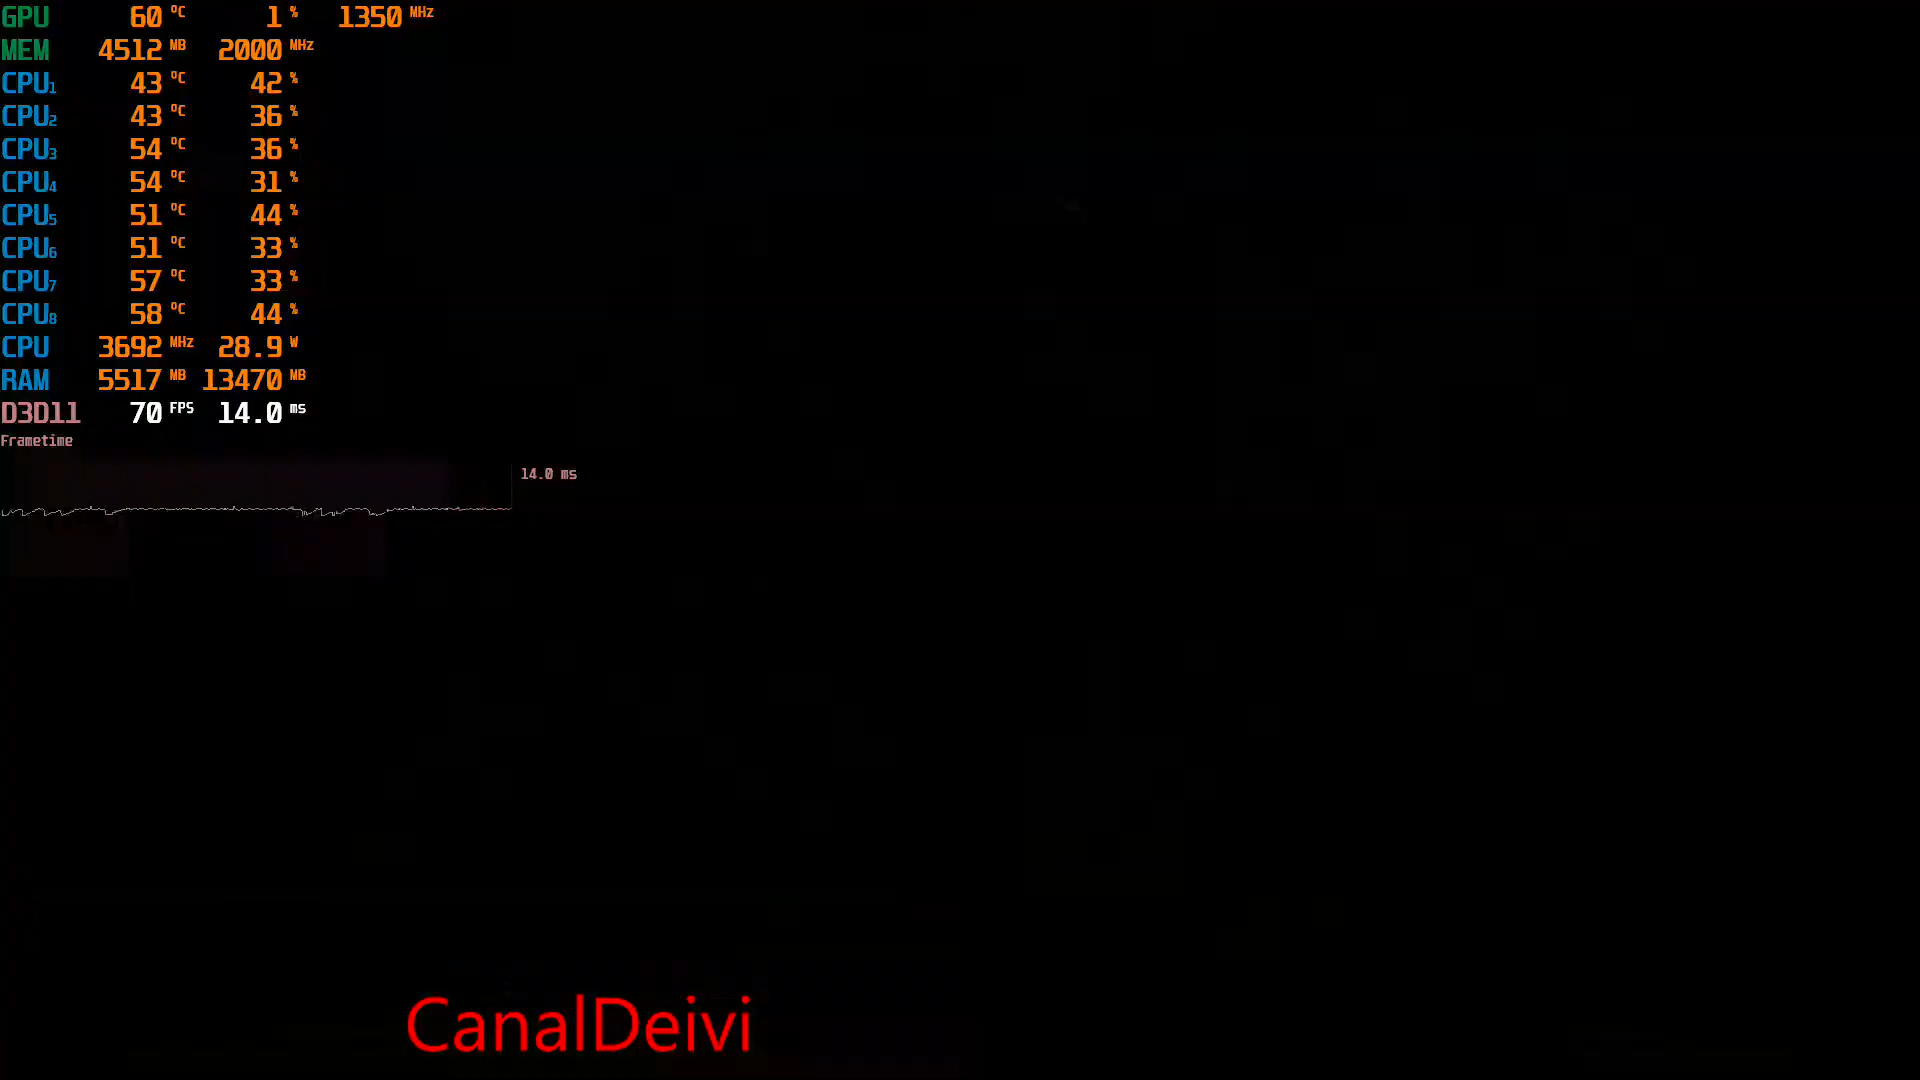 GPU 60 °C 1 % 1350 MHz
MEM 4512 MB 2000 MHz
CPU1 43 °C 42 %
CPU2 43 °C 36 %
CPU3 54 °C 36 %
CPU4 54 °C 31 %
CPU5 51 °C 44 %
CPU6 51 °C 33 %
CPU7 57 °C 33 %
CPU8 58 °C 44 %
CPU 3692 MHz 28.9 W
RAM 5517 MB 13470 MB
D3D11 70 FPS 14.0 ms
Frametime
14.0 ms
CanalDeivi